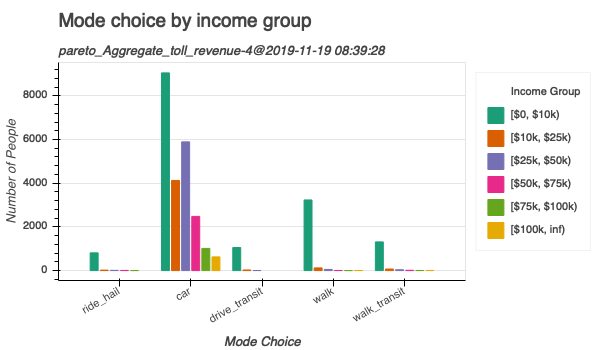 Mode choice by income group
pareto_Aggregate_toll_revenue-4@2019-11-19 08:39:28
Number of People
8000
6000
4000
2000
0
ride_hail
car
drive_transit
walk
walk_transit
Mode Choice
Income Group
[$0, $10k)
[$10k, $25k)
[$25k, $50k)
[$50k, $75k)
[$75k, $100k)
[$100k, inf)